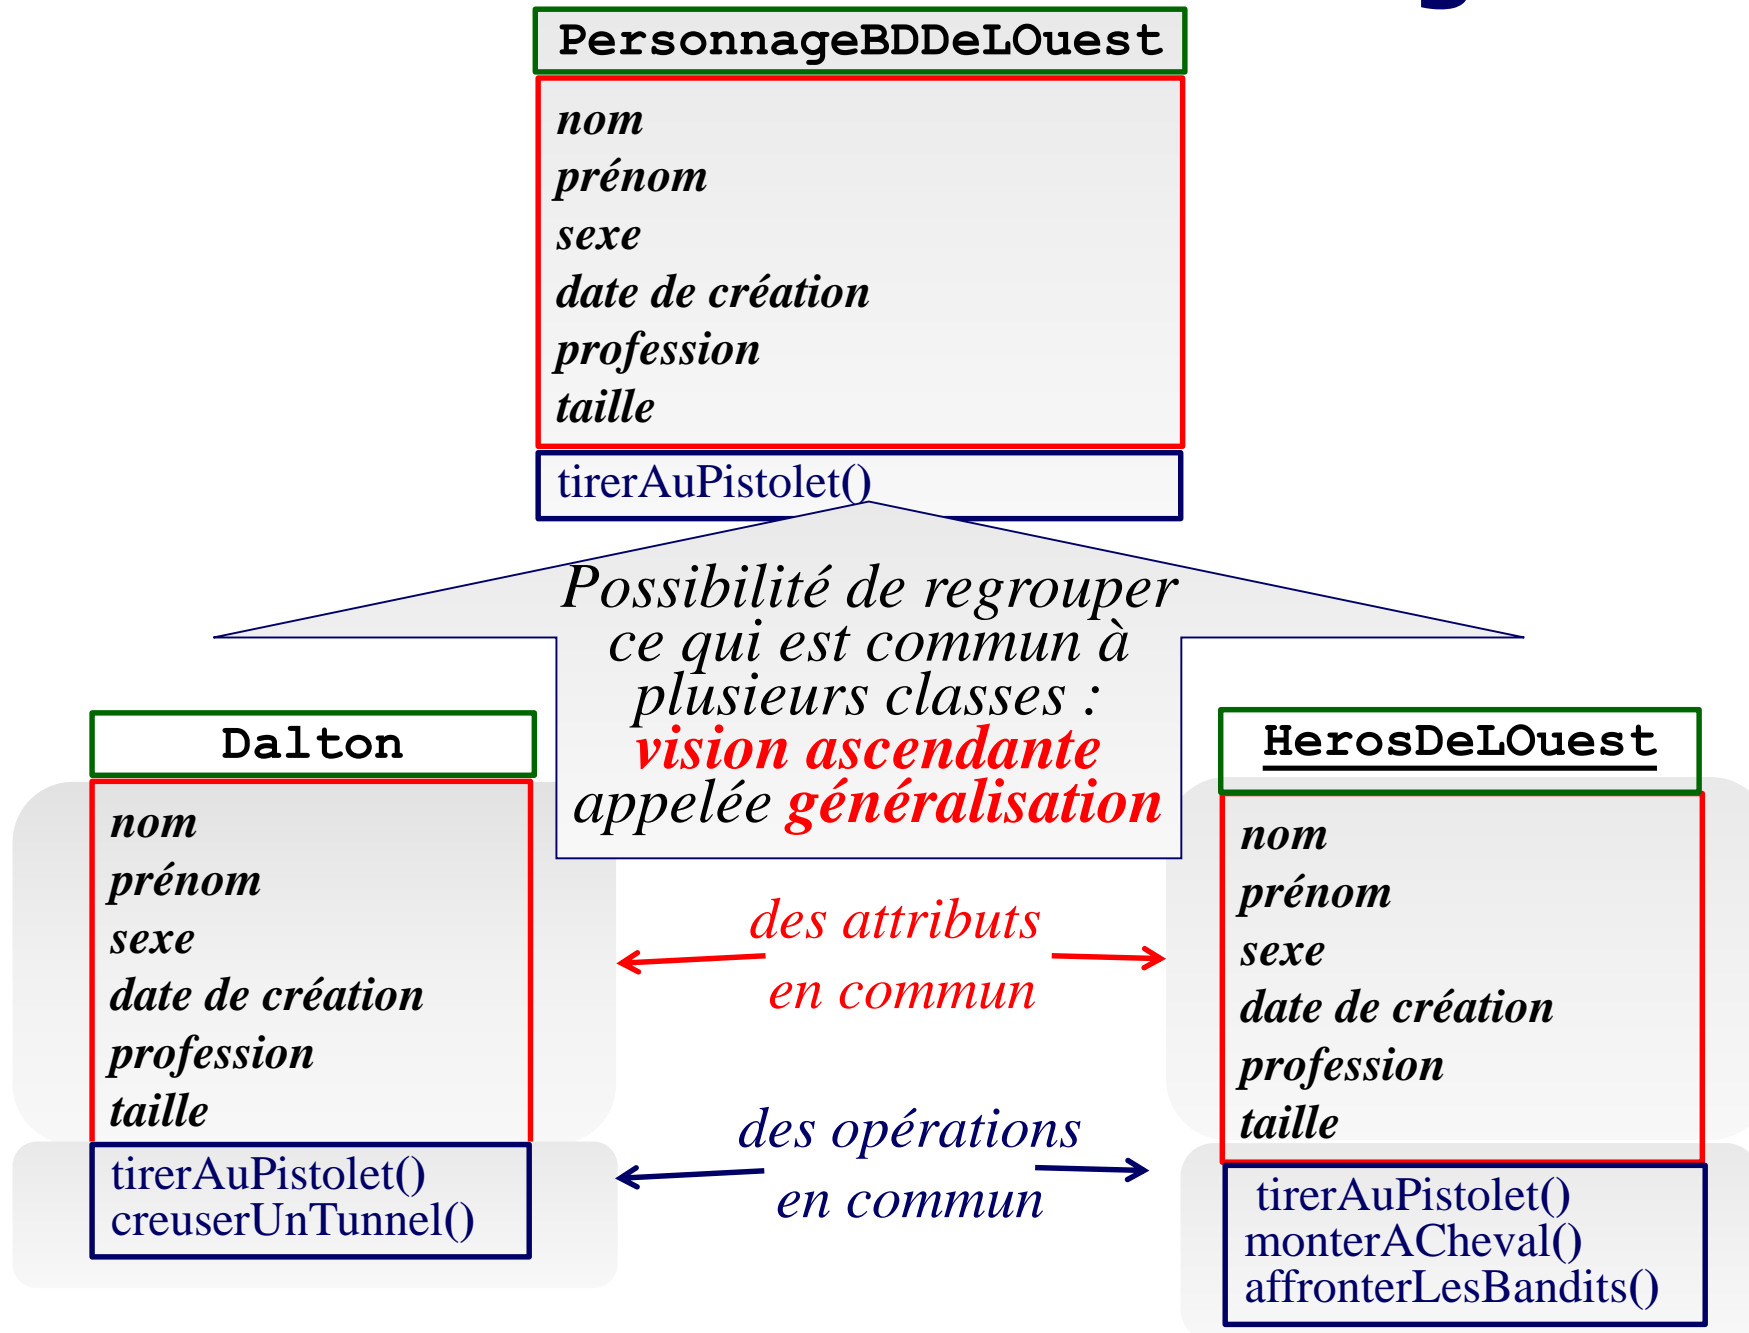 PersonnageBDDeLOuest
nom
prénom
sexe
date de création
profession
taille
tirerAuPistolet()
Possibilité de regrouper
ce qui est commun à
plusieurs classes :
vision ascendante
appelée généralisation
Dalton
nom
prénom
sexe
date de création
profession
taille
tirerAuPistolet()
creuserUnTunnel()
des attributs
en commun
des opérations
en commun
HerosDeLOuest
nom
prénom
sexe
date de création
profession
taille
tirerAuPistolet()
monterACheval()
affronterLesBandits()